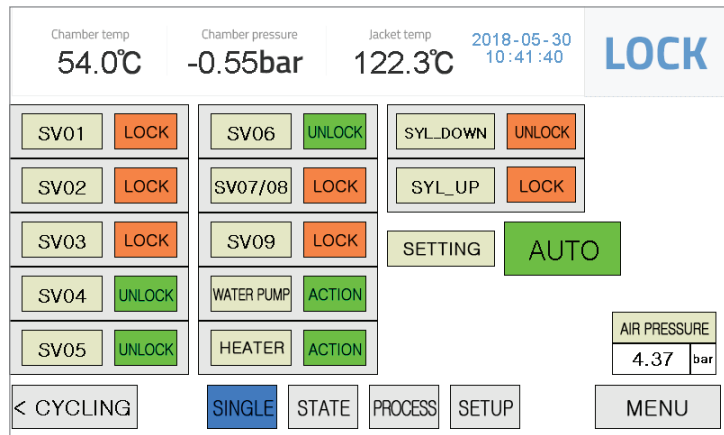 Chamber temp Chamber pressure Jacket temp 2018-05-30
54.0℃ -0.55bar 122.3℃ 10:41:40 LOCK
SV01 LOCK SV06 UNLOCK SYL_DOWN UNLOCK
SV02 LOCK SV07/08 LOCK SYL_UP LOCK
SV03 LOCK SV09 LOCK SETTING AUTO
SV04 UNLOCK WATER PUMP ACTION
SV05 UNLOCK HEATER ACTION
AIR PRESSURE
4.37 bar
< CYCLING SINGLE STATE PROCESS SETUP MENU